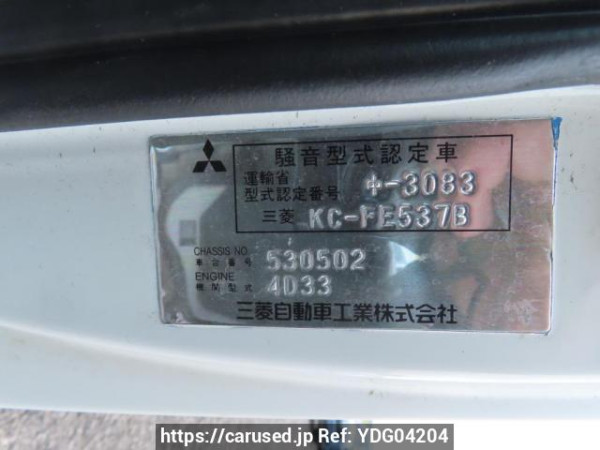 騒音型式認定車
運輸省
型式認定番号 ㆗-3083
三菱 KC-FE537B
CHASSIS NO.
車台番号 530502
ENGINE
機関型式 4D33
三菱自動車工業株式会社
https://carused.jp Ref: YDG04204